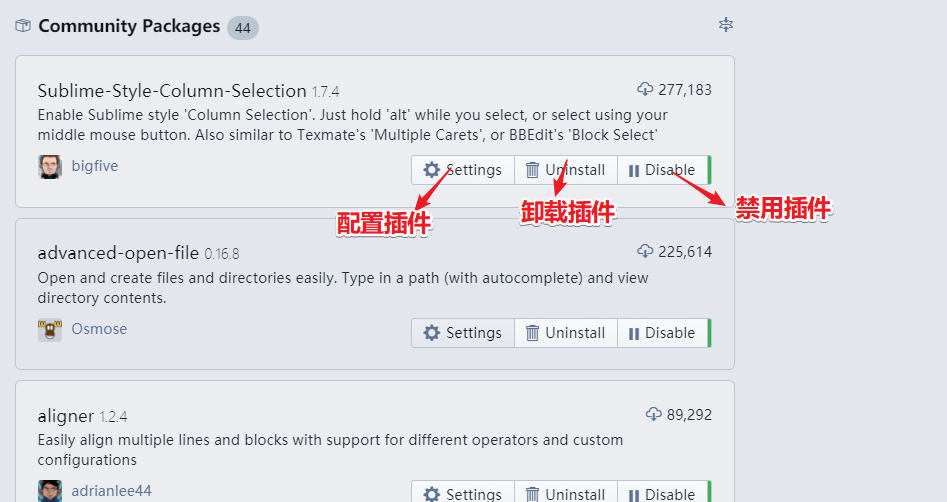 Community Packages 44
Sublime-Style-Column-Selection 1.7.4 277,183
Enable Sublime style 'Column Selection'. Just hold 'alt' while you select, or select using your
middle mouse button. Also similar to Texmate's 'Multiple Carets', or BBEdit's 'Block Select'
bigfive Settings Uninstall Disable
配置插件 卸载插件 禁用插件
advanced-open-file 0.16.8 225,614
Open and create files and directories easily. Type in a path (with autocomplete) and view
directory contents.
Osmose Settings Uninstall Disable
aligner 1.2.4 89,292
Easily align multiple lines and blocks with support for different operators and custom
configurations
adrianlee44 Settings Uninstall Disable